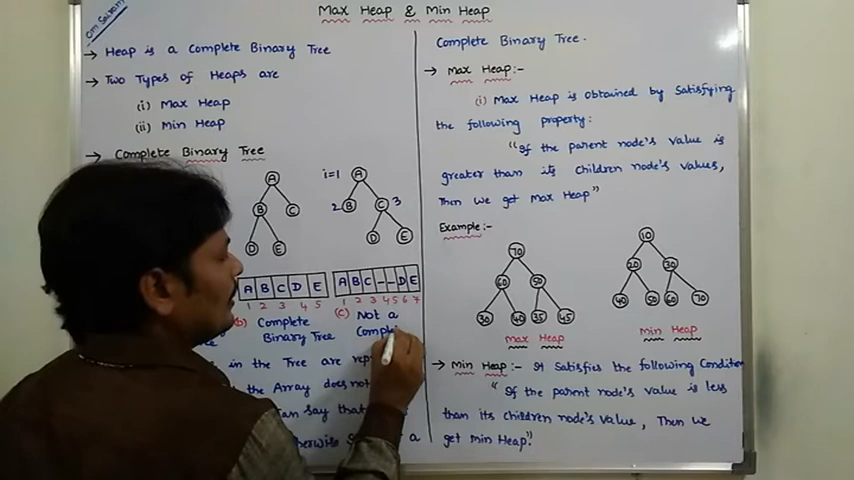 Om Sairam
Max Heap & Min Heap
→ Heap is a Complete Binary Tree
→ Two Types of Heaps are
(i) Max Heap
(ii) Min Heap
→ Complete Binary Tree
A
B C
D E
i=1 A
2 B C 3
D E
A B C D E
1 2 3 4 5
A B C - - D E
1 2 3 4 5 6 7
(b) Complete
Binary Tree
(c) Not a
Comple
in the Tree are rep
the Array does not
say that
a
Complete Binary Tree.
→ Max Heap:-
(i) Max Heap is obtained by Satisfying
the following property:
"If the parent node's value is
greater than its children node's values,
Then we get Max Heap"
Example:-
70
60 50
30 40 35 45
Max Heap
10
20 30
40 50 60 70
Min Heap
→ Min Heap:- It Satisfies the following Condition
"If the parent node's value is less
than its children node's value, Then we
get Min Heap."